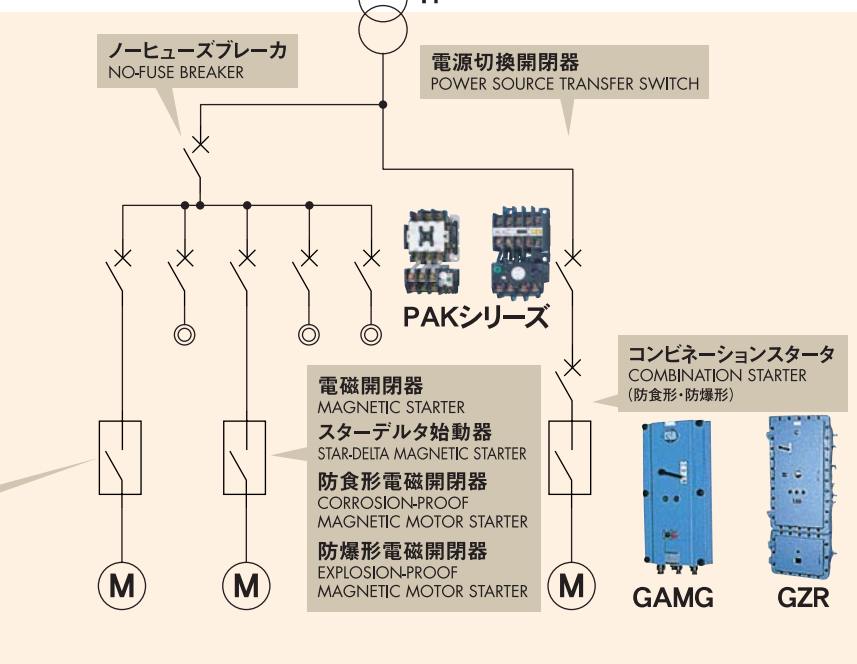 ノーヒューズブレーカ
NO-FUSE BREAKER
電源切換開閉器
POWER SOURCE TRANSFER SWITCH
PAKシリーズ
コンビネーションスタータ
COMBINATION STARTER
(防食形・防爆形)
電磁開閉器
MAGNETIC STARTER
スターデルタ始動器
STAR-DELTA MAGNETIC STARTER
防食形電磁開閉器
CORROSION-PROOF
MAGNETIC MOTOR STARTER
防爆形電磁開閉器
EXPLOSION-PROOF
MAGNETIC MOTOR STARTER
M
M
M
GAMG
GZR